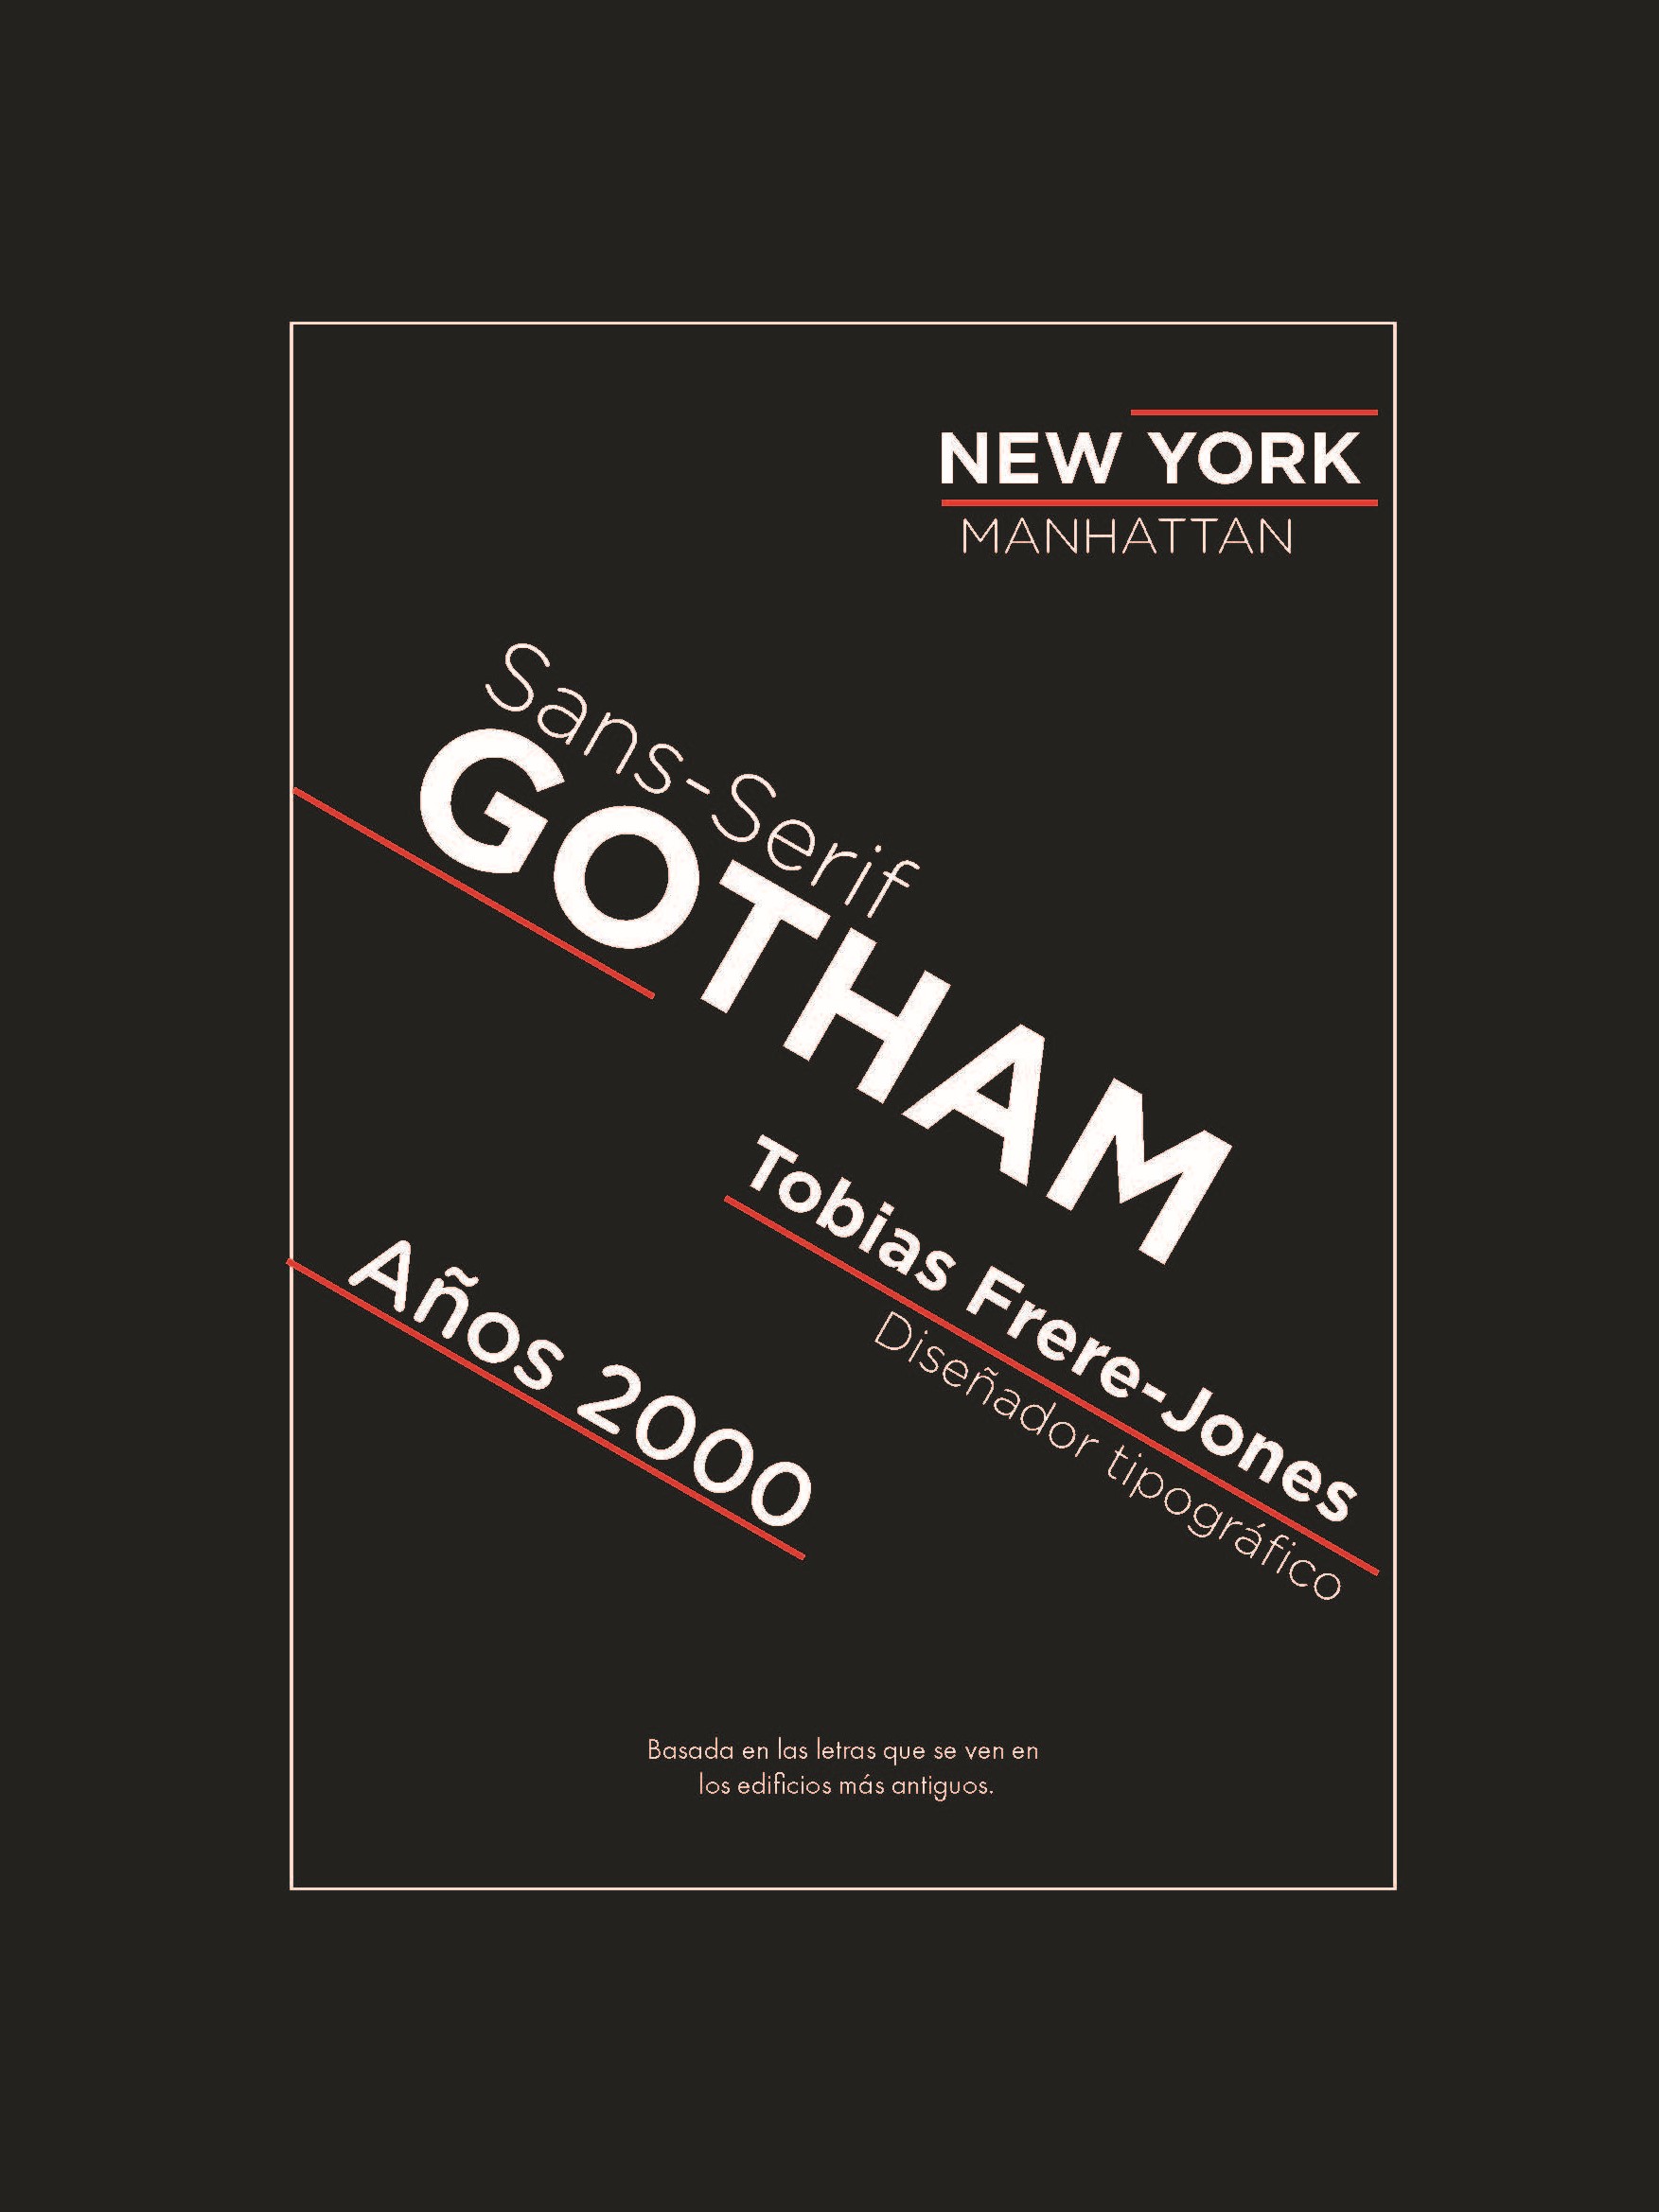 NEW YORK
MANHATTAN
Sans-Serif
GOTHAM
Tobias Frere-Jones
Diseñador tipográfico
Años 2000
Basada en las letras que se ven en
los edificios más antiguos.